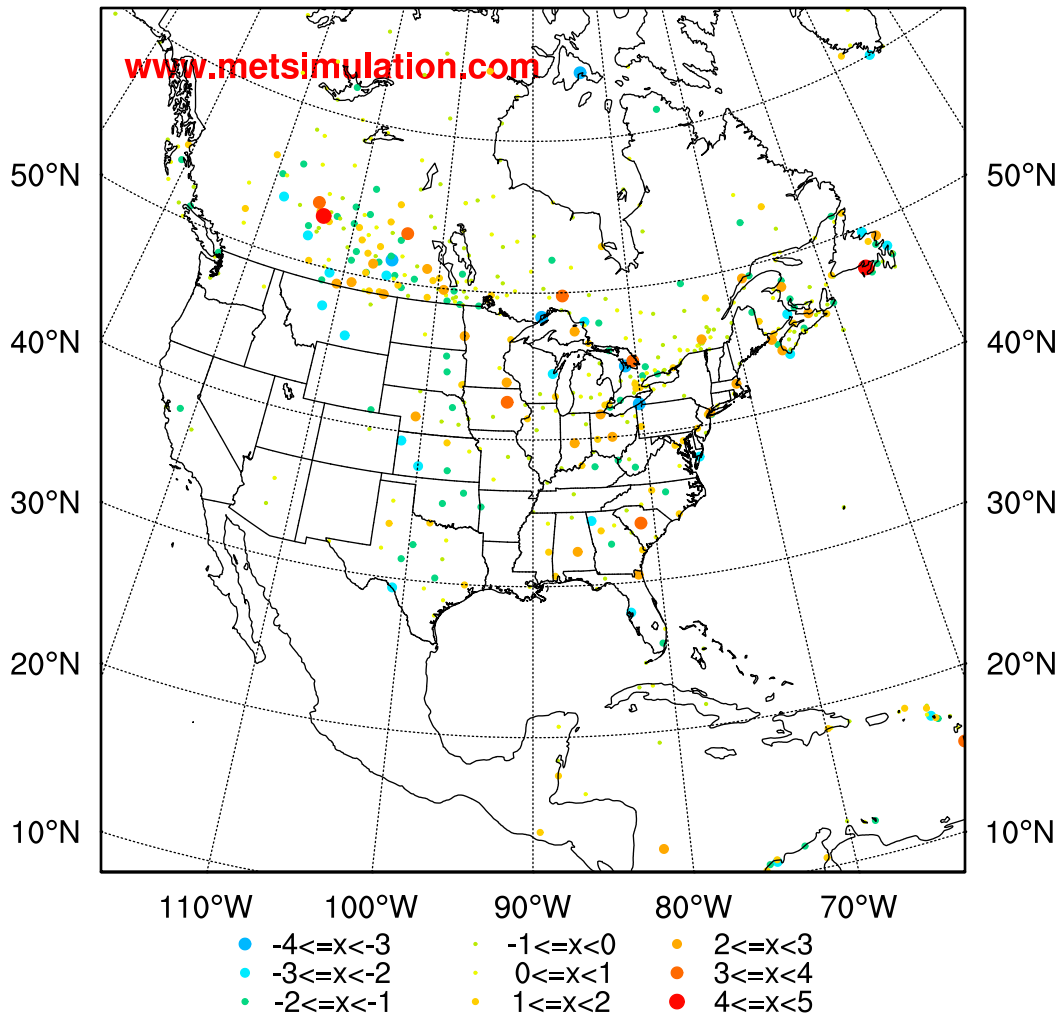 www.metsimulation.com
50°N 50°N
40°N 40°N
30°N 30°N
20°N 20°N
10°N 10°N
110°W 100°W 90°W 80°W 70°W
-4<=x<-3 -1<=x<0 2<=x<3
-3<=x<-2 0<=x<1 3<=x<4
-2<=x<-1 1<=x<2 4<=x<5